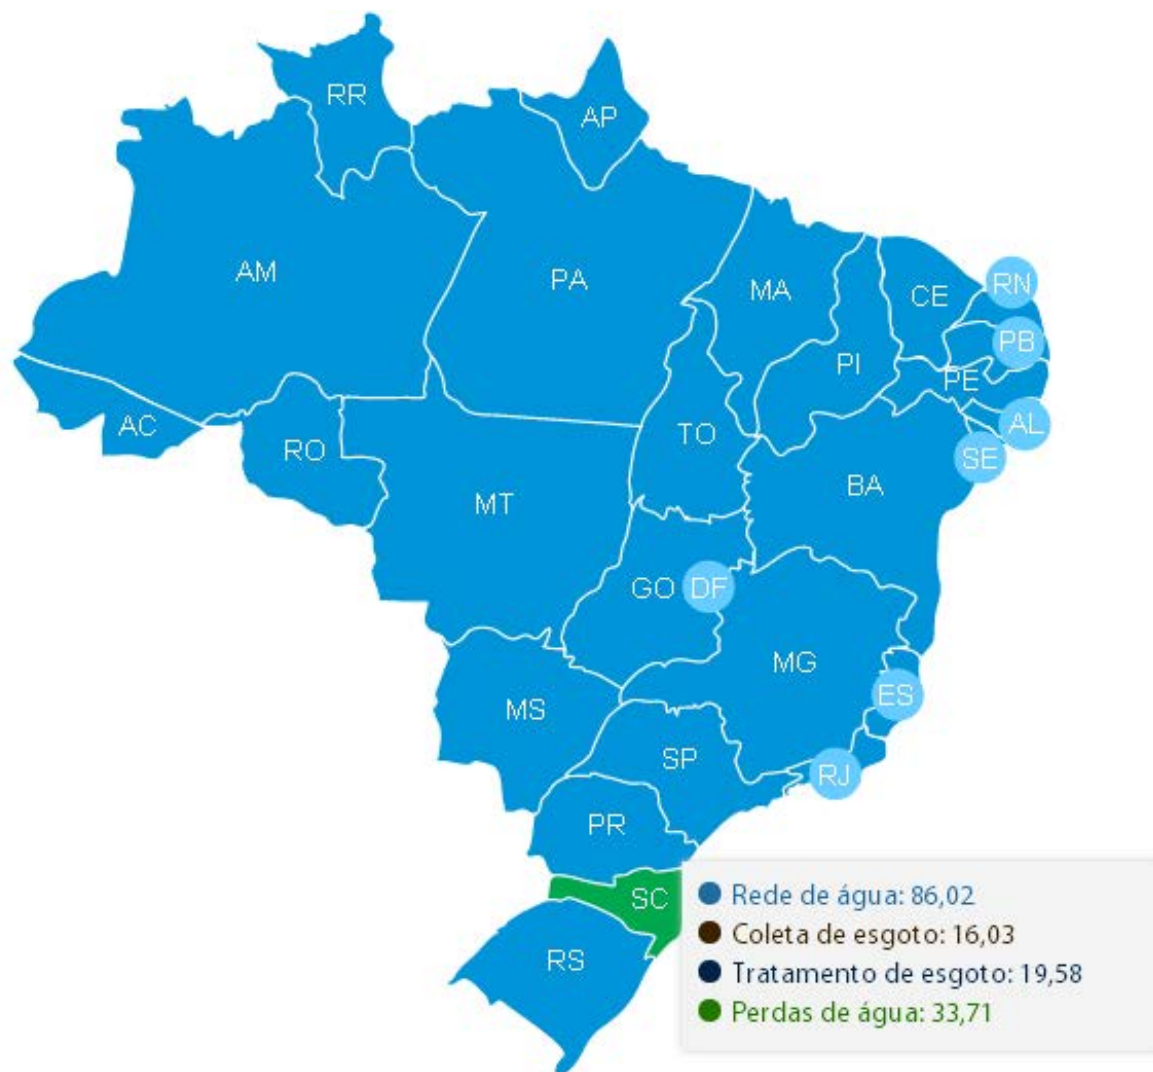 RR
AP
AM
PA
MA
CE
RN
PB
PI
PE
AC
RO
TO
AL
SE
MT
BA
GO
DF
MG
MS
ES
SP
RJ
PR
SC
RS
Rede de água: 86,02
Coleta de esgoto: 16,03
Tratamento de esgoto: 19,58
Perdas de água: 33,71